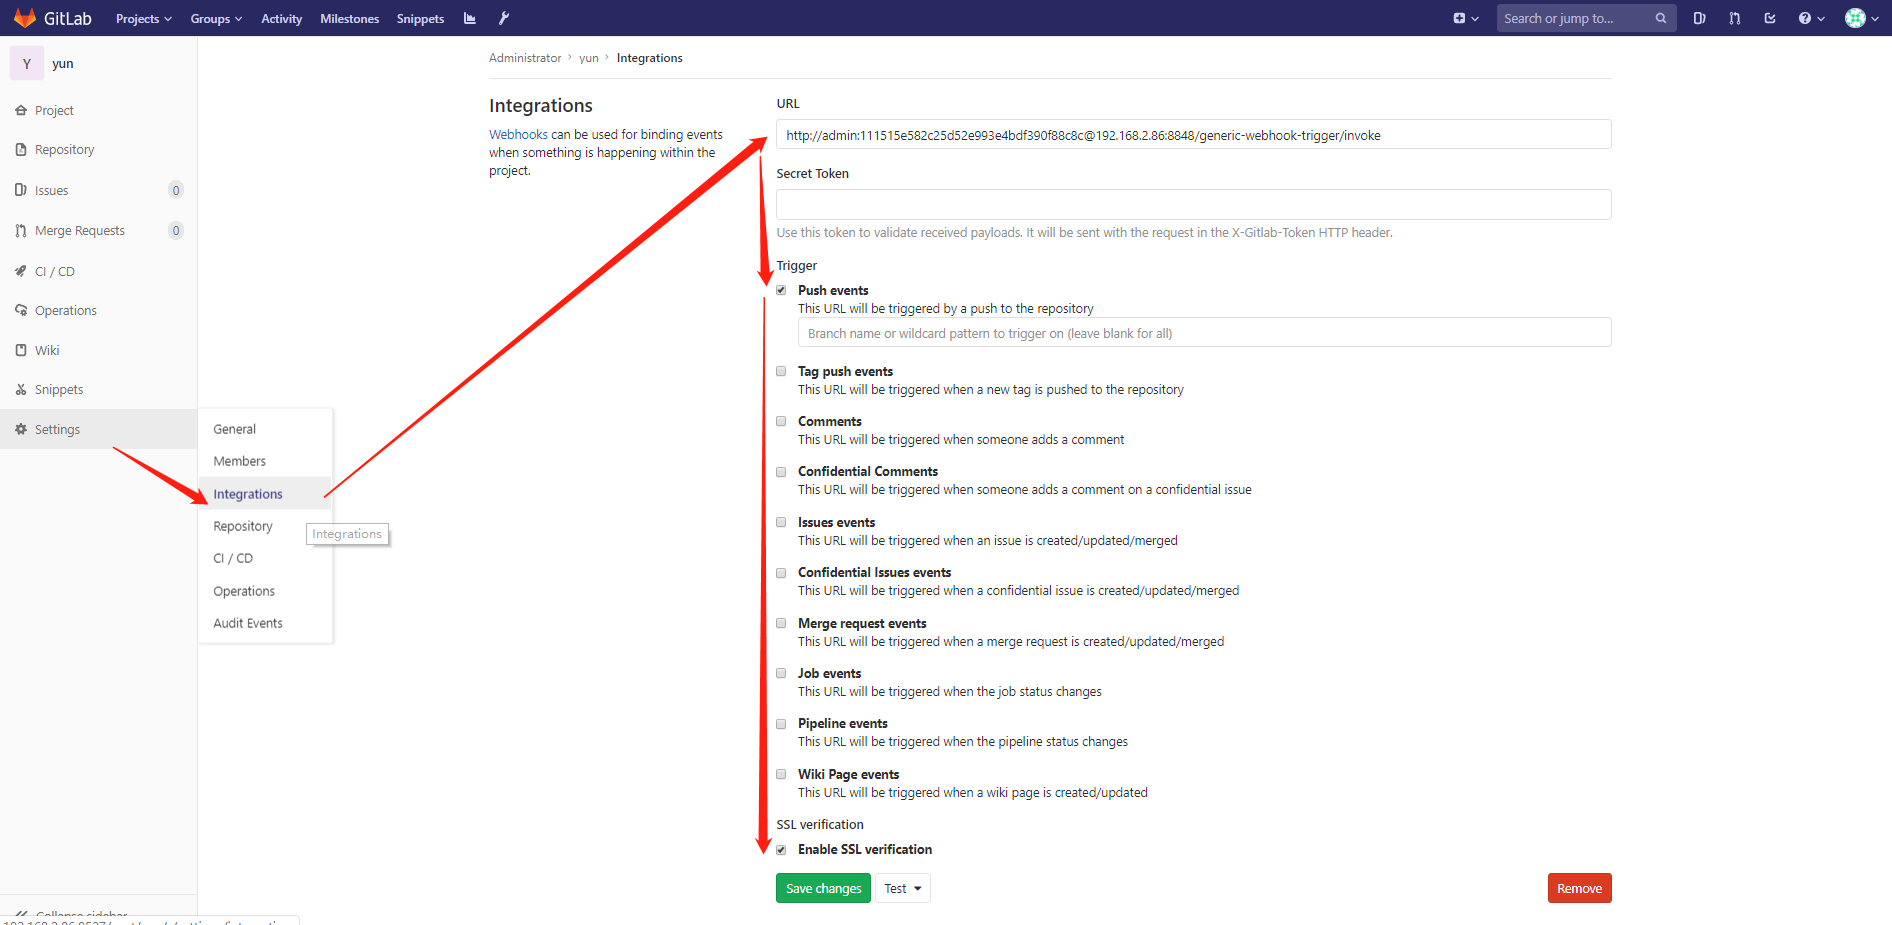 GitLab Projects Groups Activity Milestones Snippets Search or jump to...
Y yun
Project
Repository
Issues 0
Merge Requests 0
CI / CD
Operations
Wiki
Snippets
Settings
General
Members
Integrations
Repository
Integrations
CI / CD
Operations
Audit Events
Administrator › yun › Integrations
Integrations
Webhooks can be used for binding events
when something is happening within the
project.
URL
http://admin:111515e582c25d52e993e4bdf390f88c8c@192.168.2.86:8848/generic-webhook-trigger/invoke
Secret Token
Use this token to validate received payloads. It will be sent with the request in the X-Gitlab-Token HTTP header.
Trigger
Push events
This URL will be triggered by a push to the repository
Branch name or wildcard pattern to trigger on (leave blank for all)
Tag push events
This URL will be triggered when a new tag is pushed to the repository
Comments
This URL will be triggered when someone adds a comment
Confidential Comments
This URL will be triggered when someone adds a comment on a confidential issue
Issues events
This URL will be triggered when an issue is created/updated/merged
Confidential Issues events
This URL will be triggered when a confidential issue is created/updated/merged
Merge request events
This URL will be triggered when a merge request is created/updated/merged
Job events
This URL will be triggered when the job status changes
Pipeline events
This URL will be triggered when the pipeline status changes
Wiki Page events
This URL will be triggered when a wiki page is created/updated
SSL verification
Enable SSL verification
Save changes Test Remove
Collapse sidebar